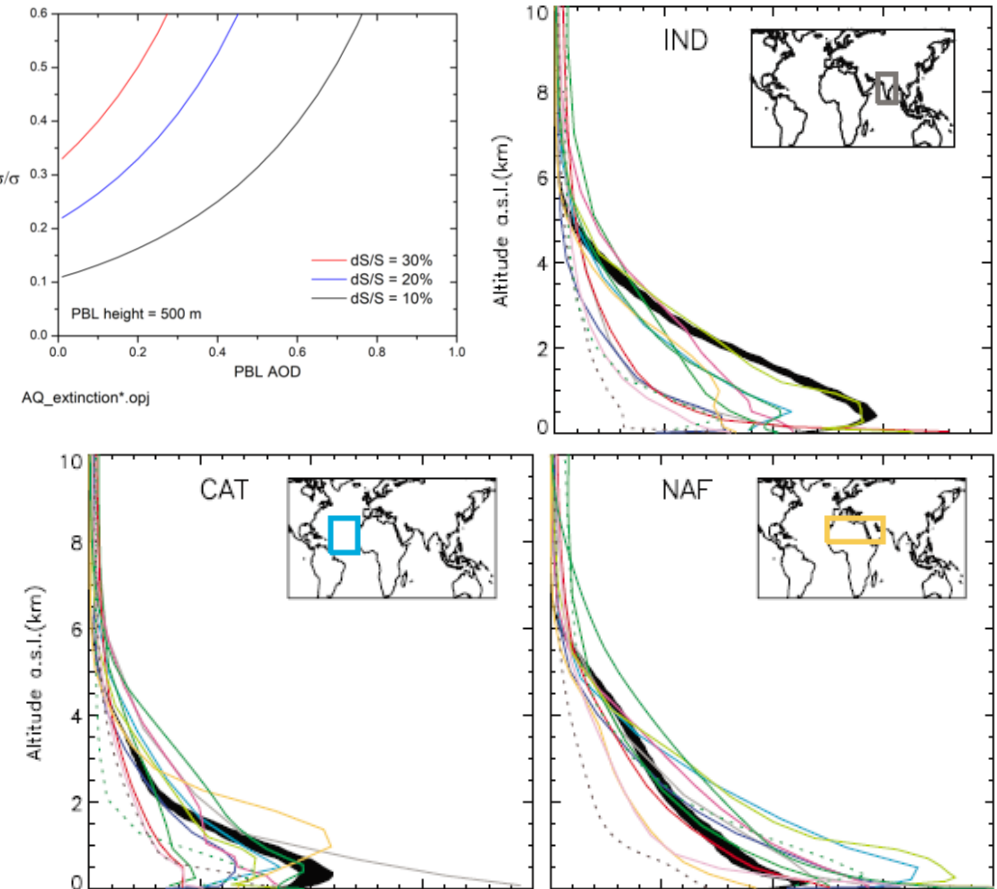 0.6
0.5
0.4
0.3
σ/σ
0.2
0.1
0.0
dS/S = 30%
dS/S = 20%
dS/S = 10%
PBL height = 500 m
0.0 0.2 0.4 0.6 0.8 1.0
PBL AOD
AQ_extinction*.opj
10
IND
8
6
Altitude a.s.l.(km)
4
2
0
10
CAT
8
6
Altitude a.s.l.(km)
4
2
0
NAF